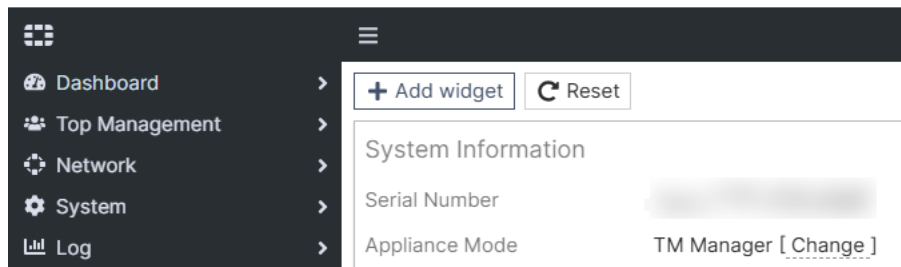 Dashboard
Top Management
Network
System
Log
+ Add widget
Reset
System Information
Serial Number
Appliance Mode TM Manager [ Change ]